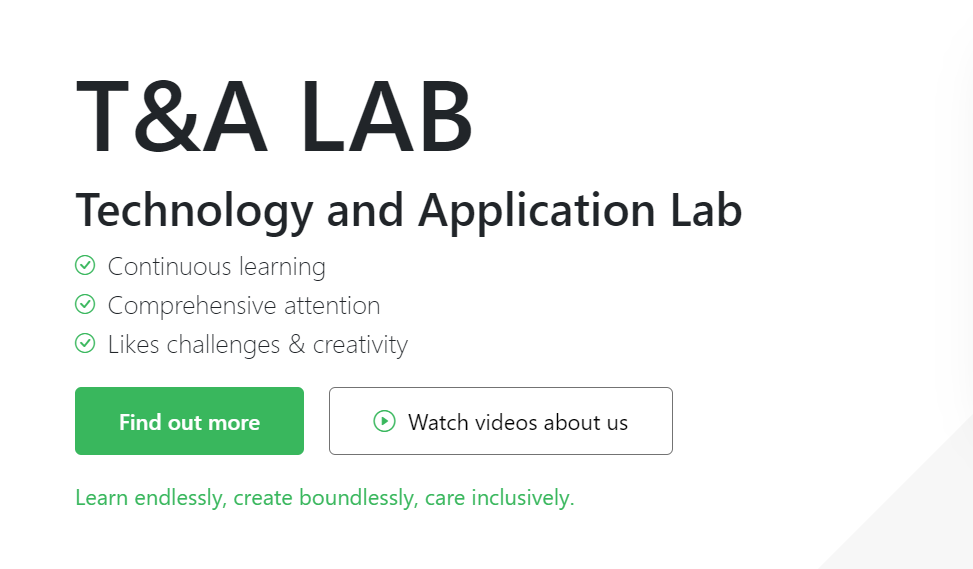 T&A LAB
Technology and Application Lab
Continuous learning
Comprehensive attention
Likes challenges & creativity
Find out more
Watch videos about us
Learn endlessly, create boundlessly, care inclusively.